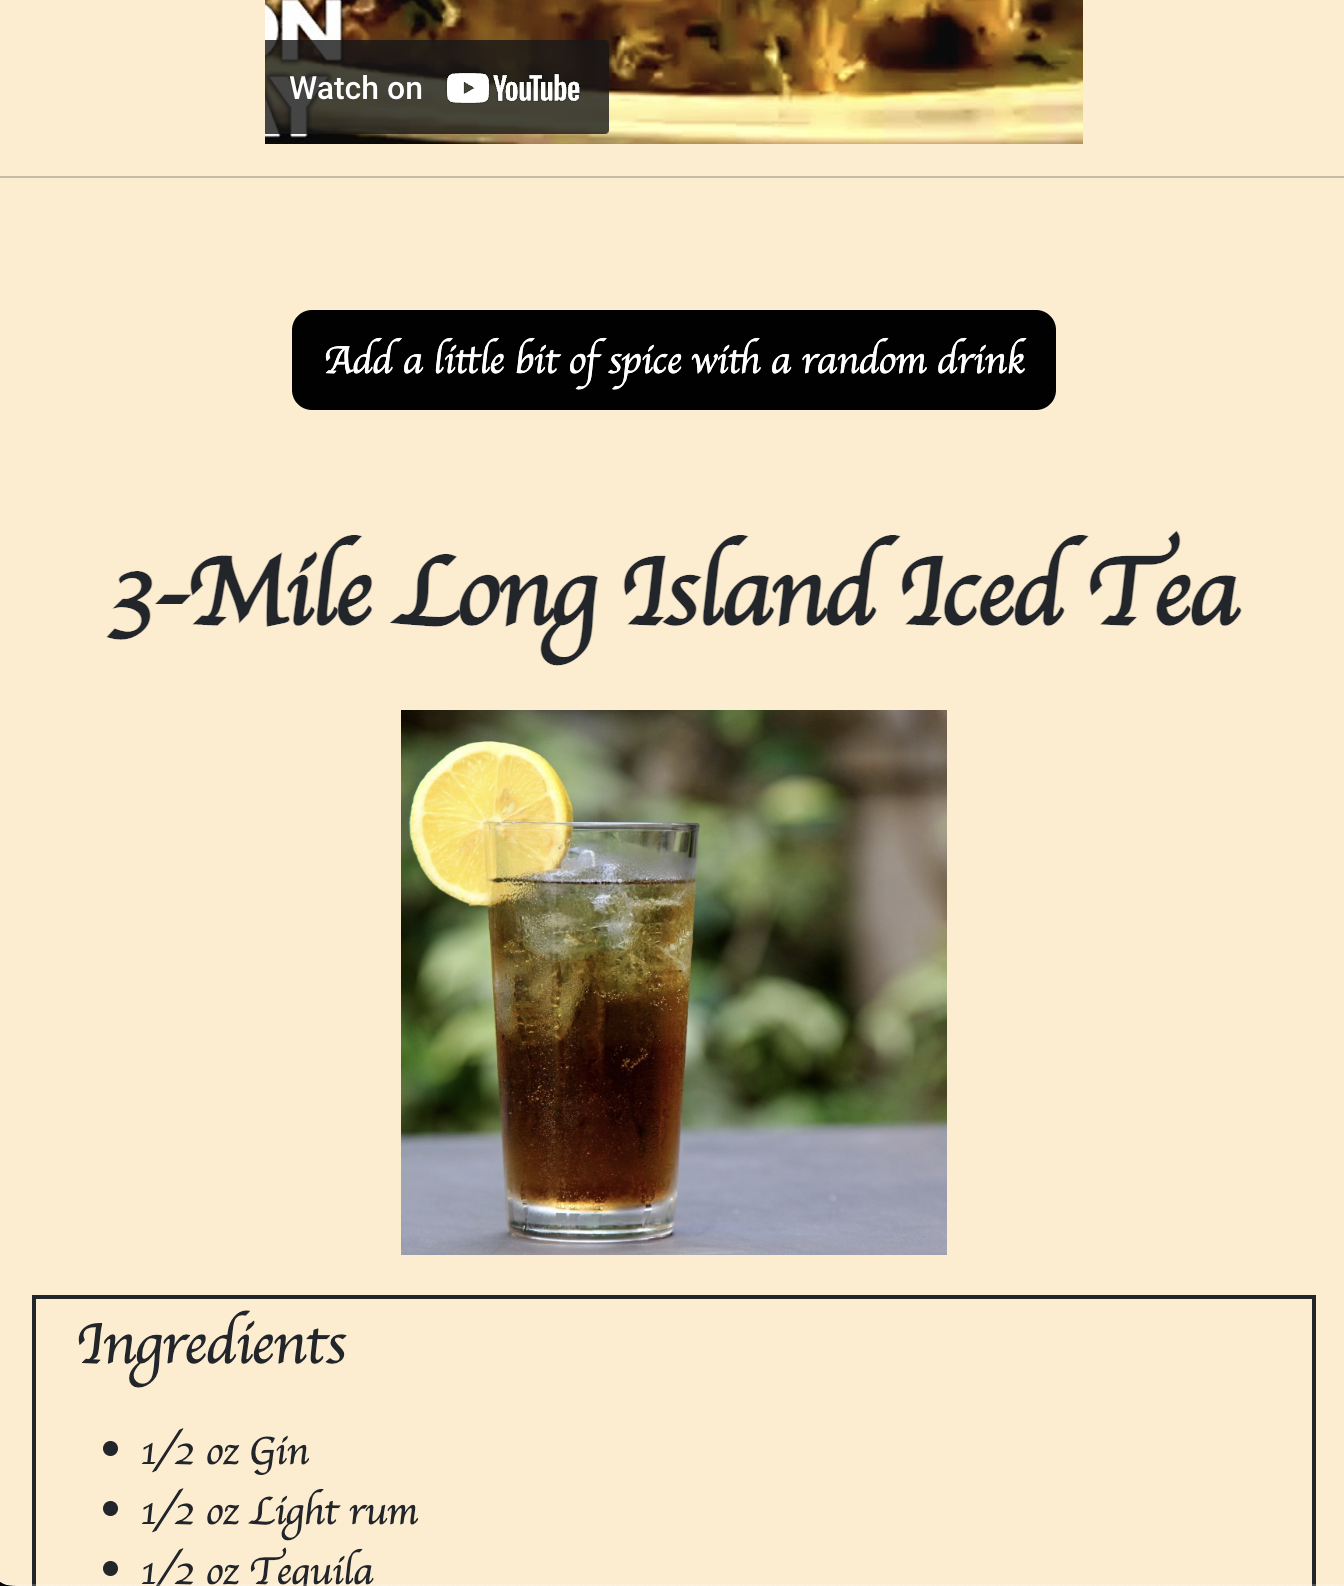 ON
AY
Watch on YouTube
Add a little bit of spice with a random drink
3-Mile Long Island Iced Tea
Ingredients
1/2 oz Gin
1/2 oz Light rum
1/2 oz Tequila